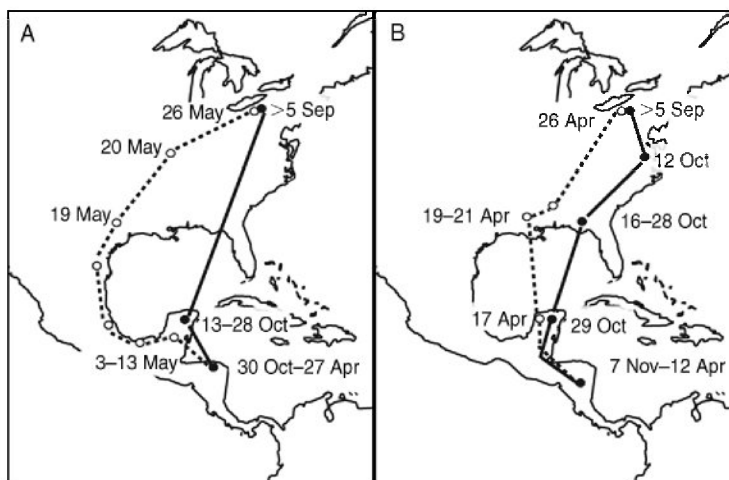 A
26 May
>5 Sep
20 May
19 May
13–28 Oct
3–13 May
30 Oct–27 Apr
B
26 Apr
>5 Sep
12 Oct
19–21 Apr
16–28 Oct
17 Apr
29 Oct
7 Nov–12 Apr